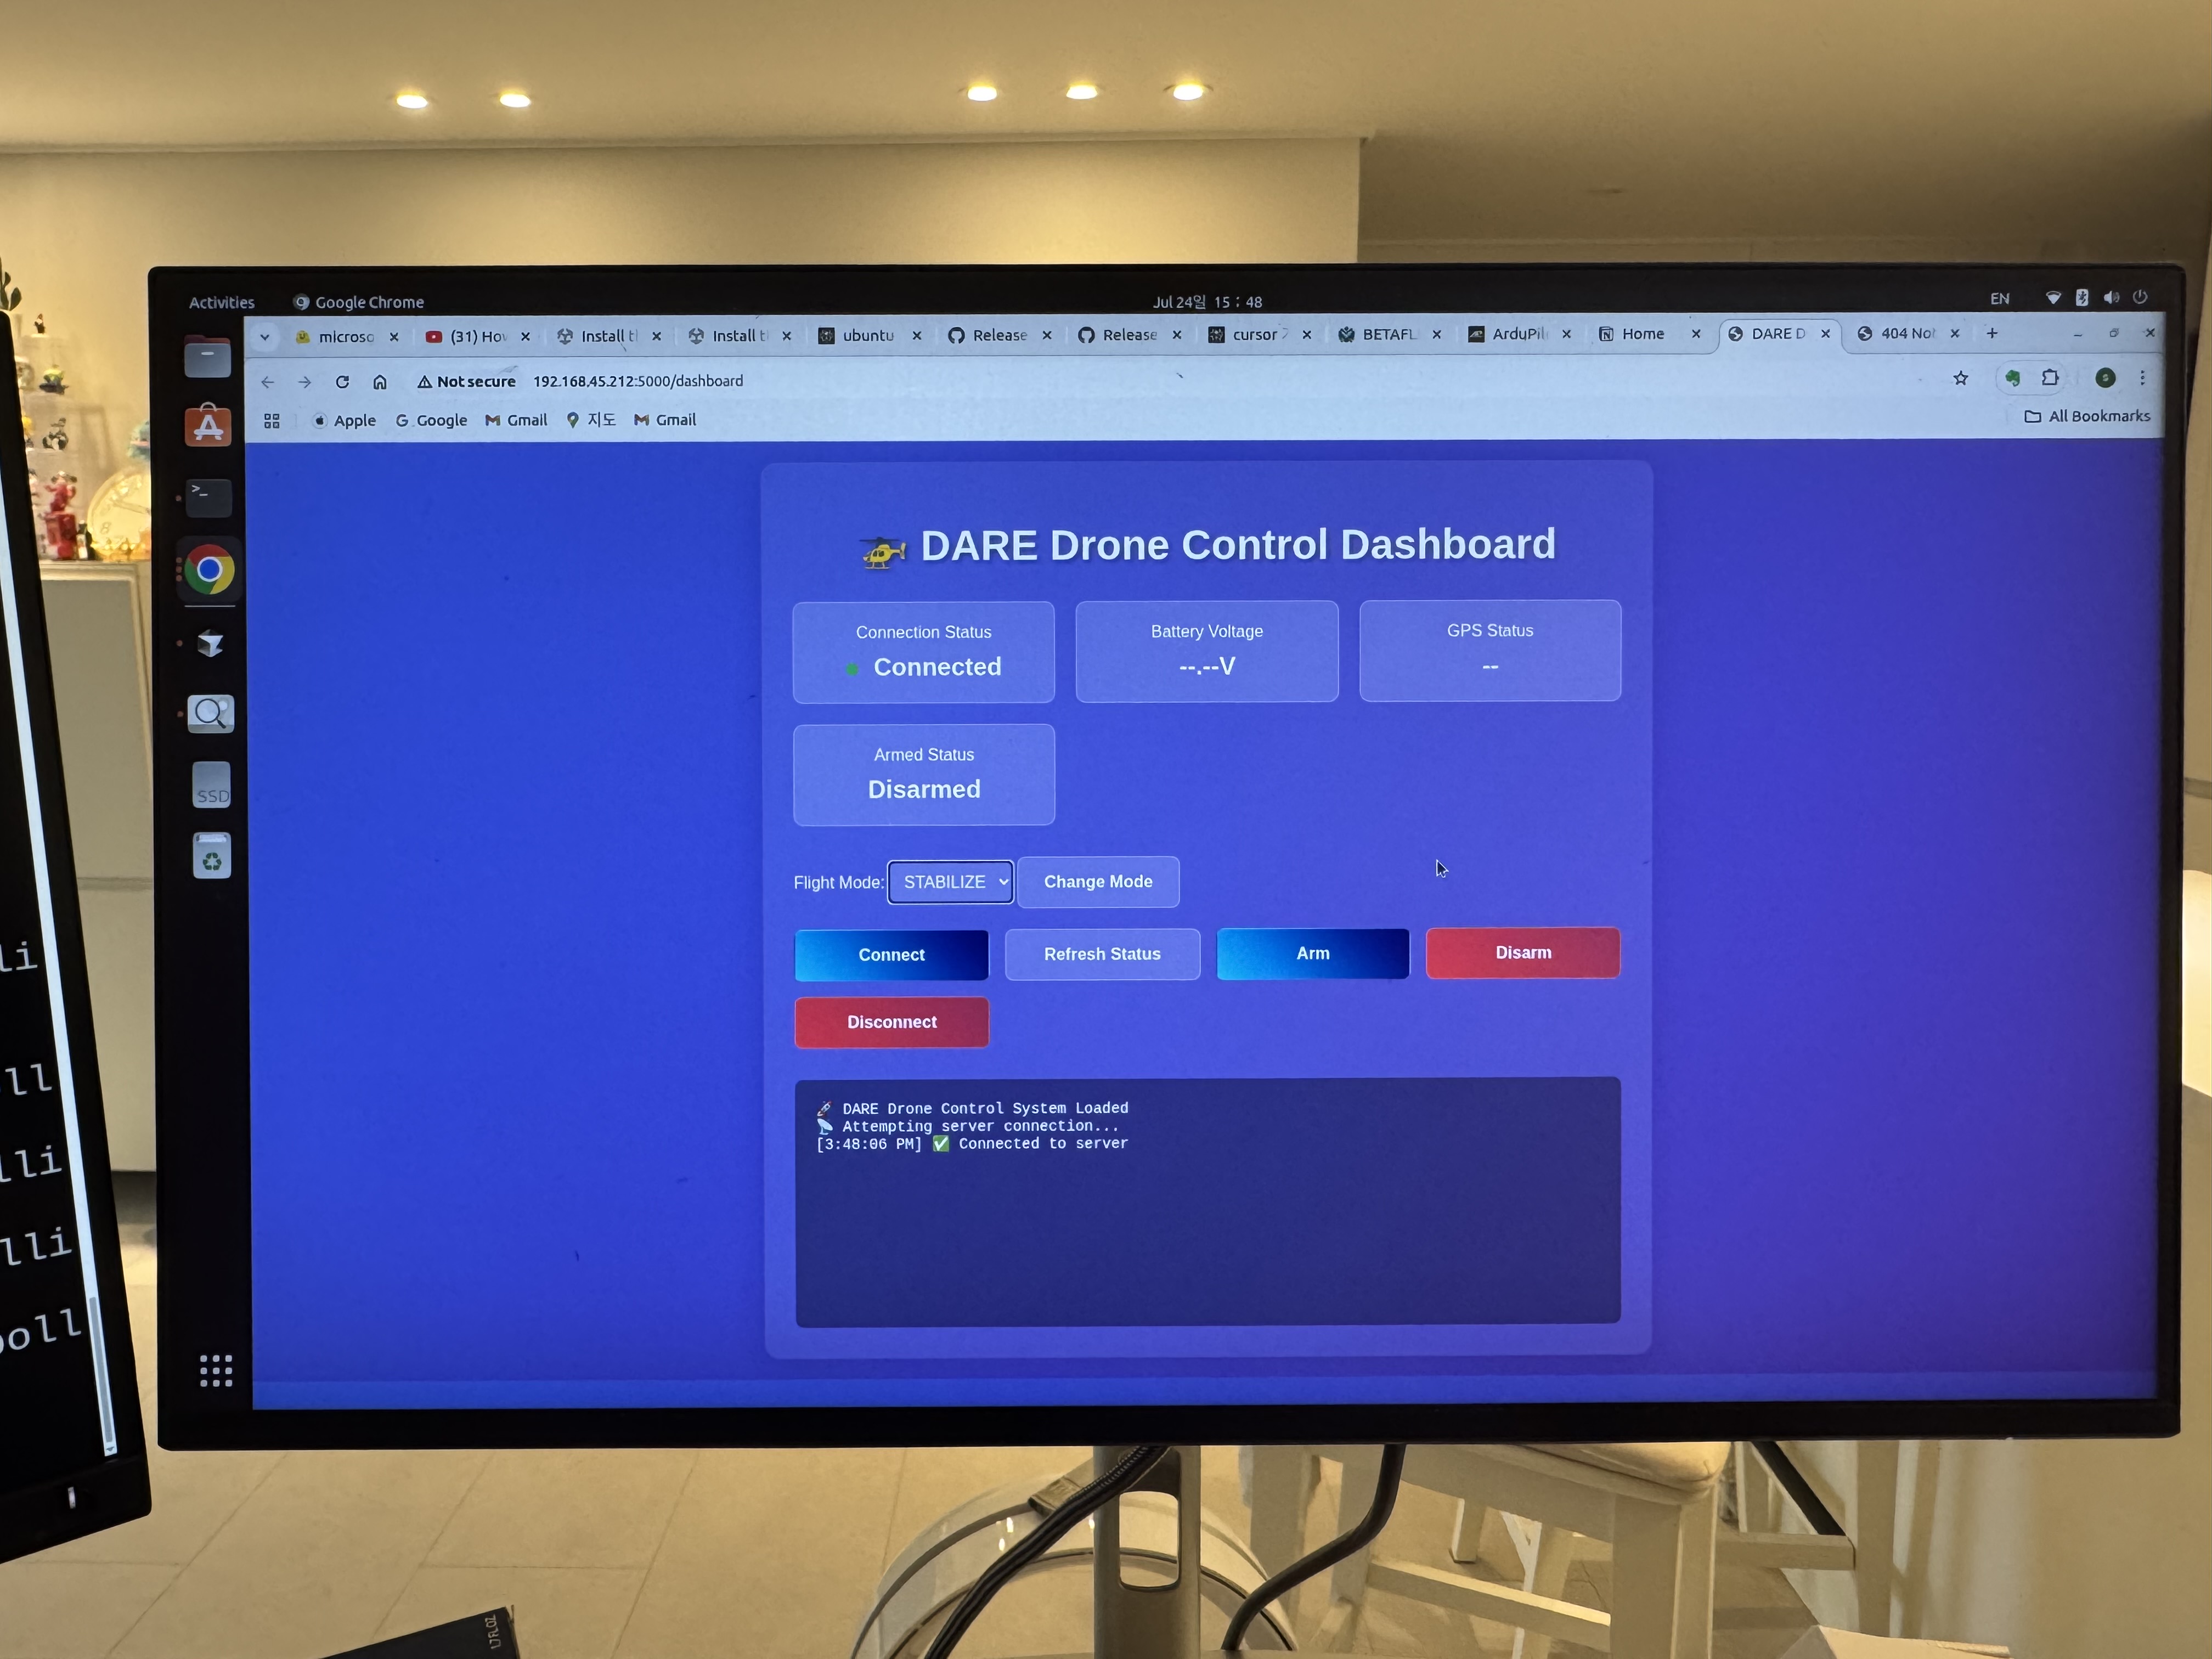 Activities
Google Chrome
Jul 24일 15 : 48
EN
microso
(31) How
Install th
Install th
ubuntu
Release
Release
cursor
BETAFL
ArduPil
Home
DARE D
404 Not
Not secure 192.168.45.212:5000/dashboard
Apple
Google
Gmail
지도
Gmail
All Bookmarks
DARE Drone Control Dashboard
Connection Status
Connected
Battery Voltage
--.--V
GPS Status
--
Armed Status
Disarmed
Flight Mode: STABILIZE Change Mode
Connect
Refresh Status
Arm
Disarm
Disconnect
DARE Drone Control System Loaded
Attempting server connection...
[3:48:06 PM] ✅ Connected to server
SSD
li
ll
lli
lli
oll